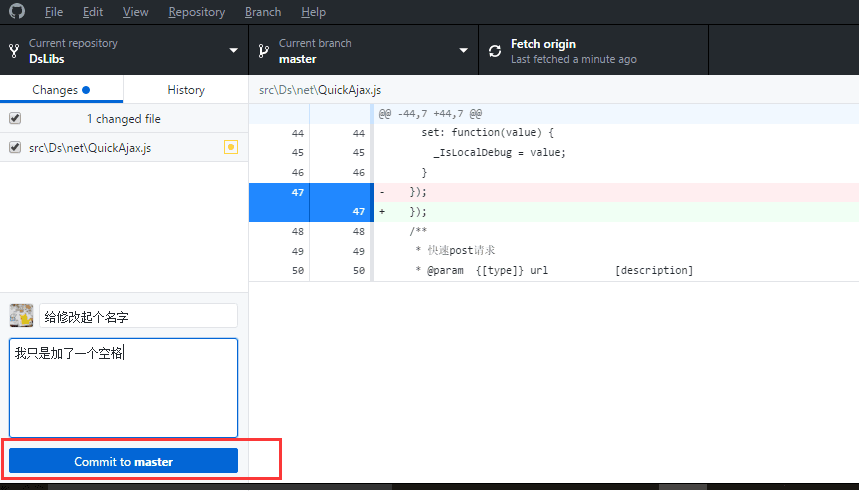 File Edit View Repository Branch Help
Current repository
DsLibs
Current branch
master
Fetch origin
Last fetched a minute ago
Changes
History
src\Ds\net\QuickAjax.js
1 changed file
src\Ds\net\QuickAjax.js
@@ -44,7 +44,7 @@
44 44 set: function(value) {
45 45 _IsLocalDebug = value;
46 46 }
47 - });
47 + });
48 48 /**
49 49 * 快速post请求
50 50 * @param {[type]} url [description]
给修改起个名字
我只是加了一个空格
Commit to master